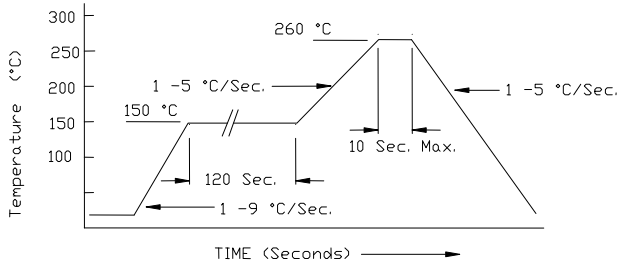 300
260 °C
250
1 -5 °C/Sec.
200
1 -5 °C/Sec.
150 °C
150
10 Sec. Max.
100
120 Sec.
1 -9 °C/Sec.
Temperature (°C)
TIME (Seconds)